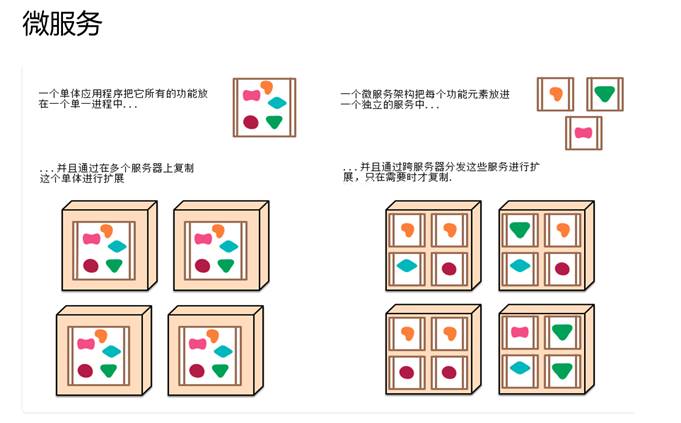 微服务
一个单体应用程序把它所有的功能放
在一个单一进程中...
一个微服务架构把每个功能元素放进
一个独立的服务中...
...并且通过在多个服务器上复制
这个单体进行扩展
...并且通过跨服务器分发这些服务进行扩
展，只在需要时才复制.